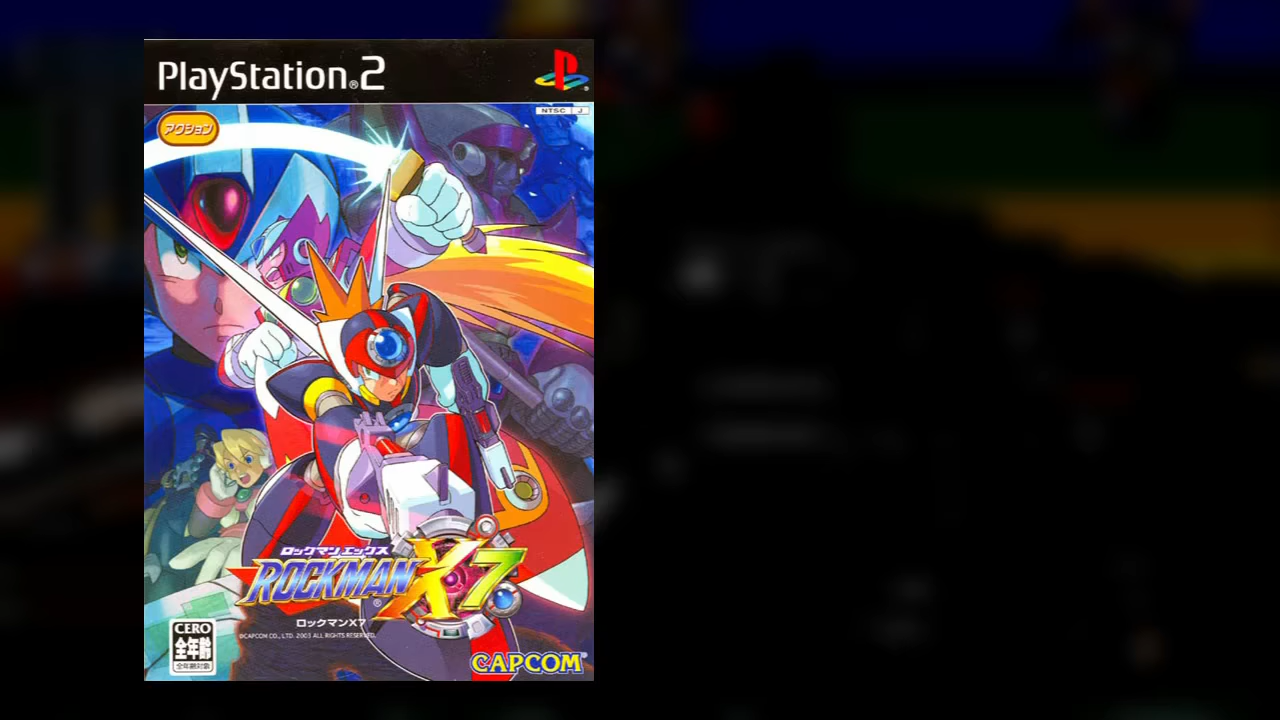 PlayStation®2
NTSC J
アクション
ロックマンエックス
ROCKMAN X7
®
ロックマンX7
©CAPCOM CO., LTD. 2003 ALL RIGHTS RESERVED.
CERO
全年齢
全年齢対象
CAPCOM®